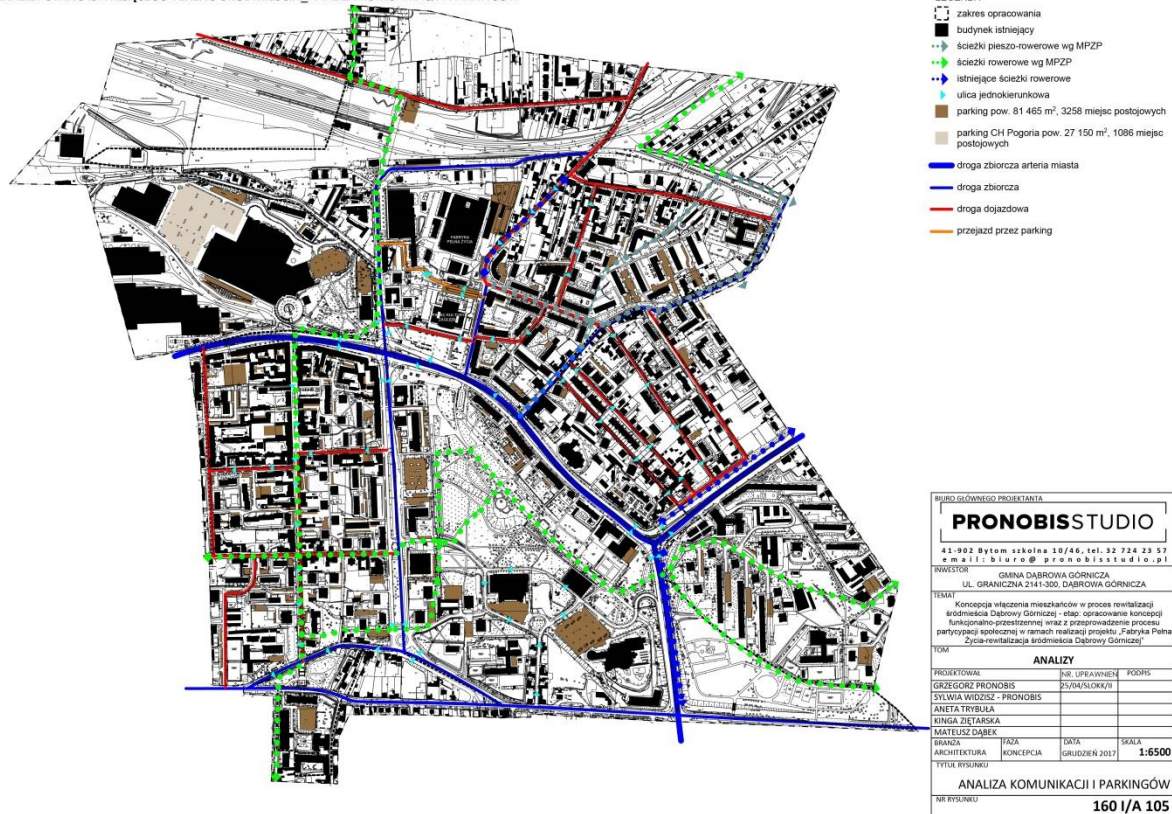 zakres opracowania
budynek istniejący
ścieżki pieszo-rowerowe wg MPZP
ścieżki rowerowe wg MPZP
istniejące ścieżki rowerowe
ulica jednokierunkowa
parking pow. 81 465 m², 3258 miejsc postojowych
parking CH Pogoria pow. 27 150 m², 1086 miejsc
postojowych
droga zbiorcza arteria miasta
droga zbiorcza
droga dojazdowa
przejazd przez parking
FABRYKA
PEŁNA ŻYCIA
BIURO GŁÓWNEGO PROJEKTANTA
PRONOBISSTUDIO
41-902 Bytom szkolna 10/46, tel. 32 724 23 57
email: biuro@pronobisstudio.pl
INWESTOR
GMINA DĄBROWA GÓRNICZA
UL. GRANICZNA 2141-300, DĄBROWA GÓRNICZA
TEMAT
Koncepcja włączenia mieszkańców w proces rewitalizacji
śródmieścia Dąbrowy Górniczej - etap: opracowanie koncepcji
funkcjonalno-przestrzennej wraz z przeprowadzenie procesu
partycypacji społecznej w ramach realizacji projektu „Fabryka Pełna
Życia-rewitalizacja śródmieścia Dąbrowy Górniczej"
TOM
ANALIZY
PROJEKTOWAŁ NR. UPRAWNIEŃ PODPIS
GRZEGORZ PRONOBIS 25/04/SLOKK/II
SYLWIA WIDZISZ - PRONOBIS
ANETA TRYBUŁA
KINGA ZIĘTARSKA
MATEUSZ DĄBEK
BRANŻA FAZA DATA SKALA
ARCHITEKTURA KONCEPCJA GRUDZIEŃ 2017 1:6500
TYTUŁ RYSUNKU
ANALIZA KOMUNIKACJI I PARKINGÓW
NR RYSUNKU
160 I/A 105